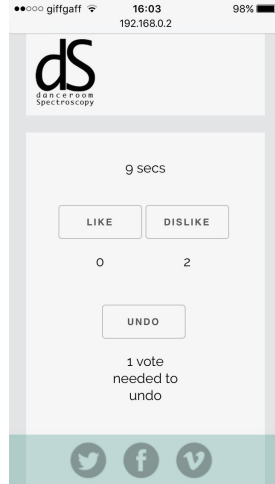 ●●○○○ giffgaff 16:03 98%
192.168.0.2
dS
danceroom
Spectroscopy
9 secs
LIKE DISLIKE
0 2
UNDO
1 vote
needed to
undo